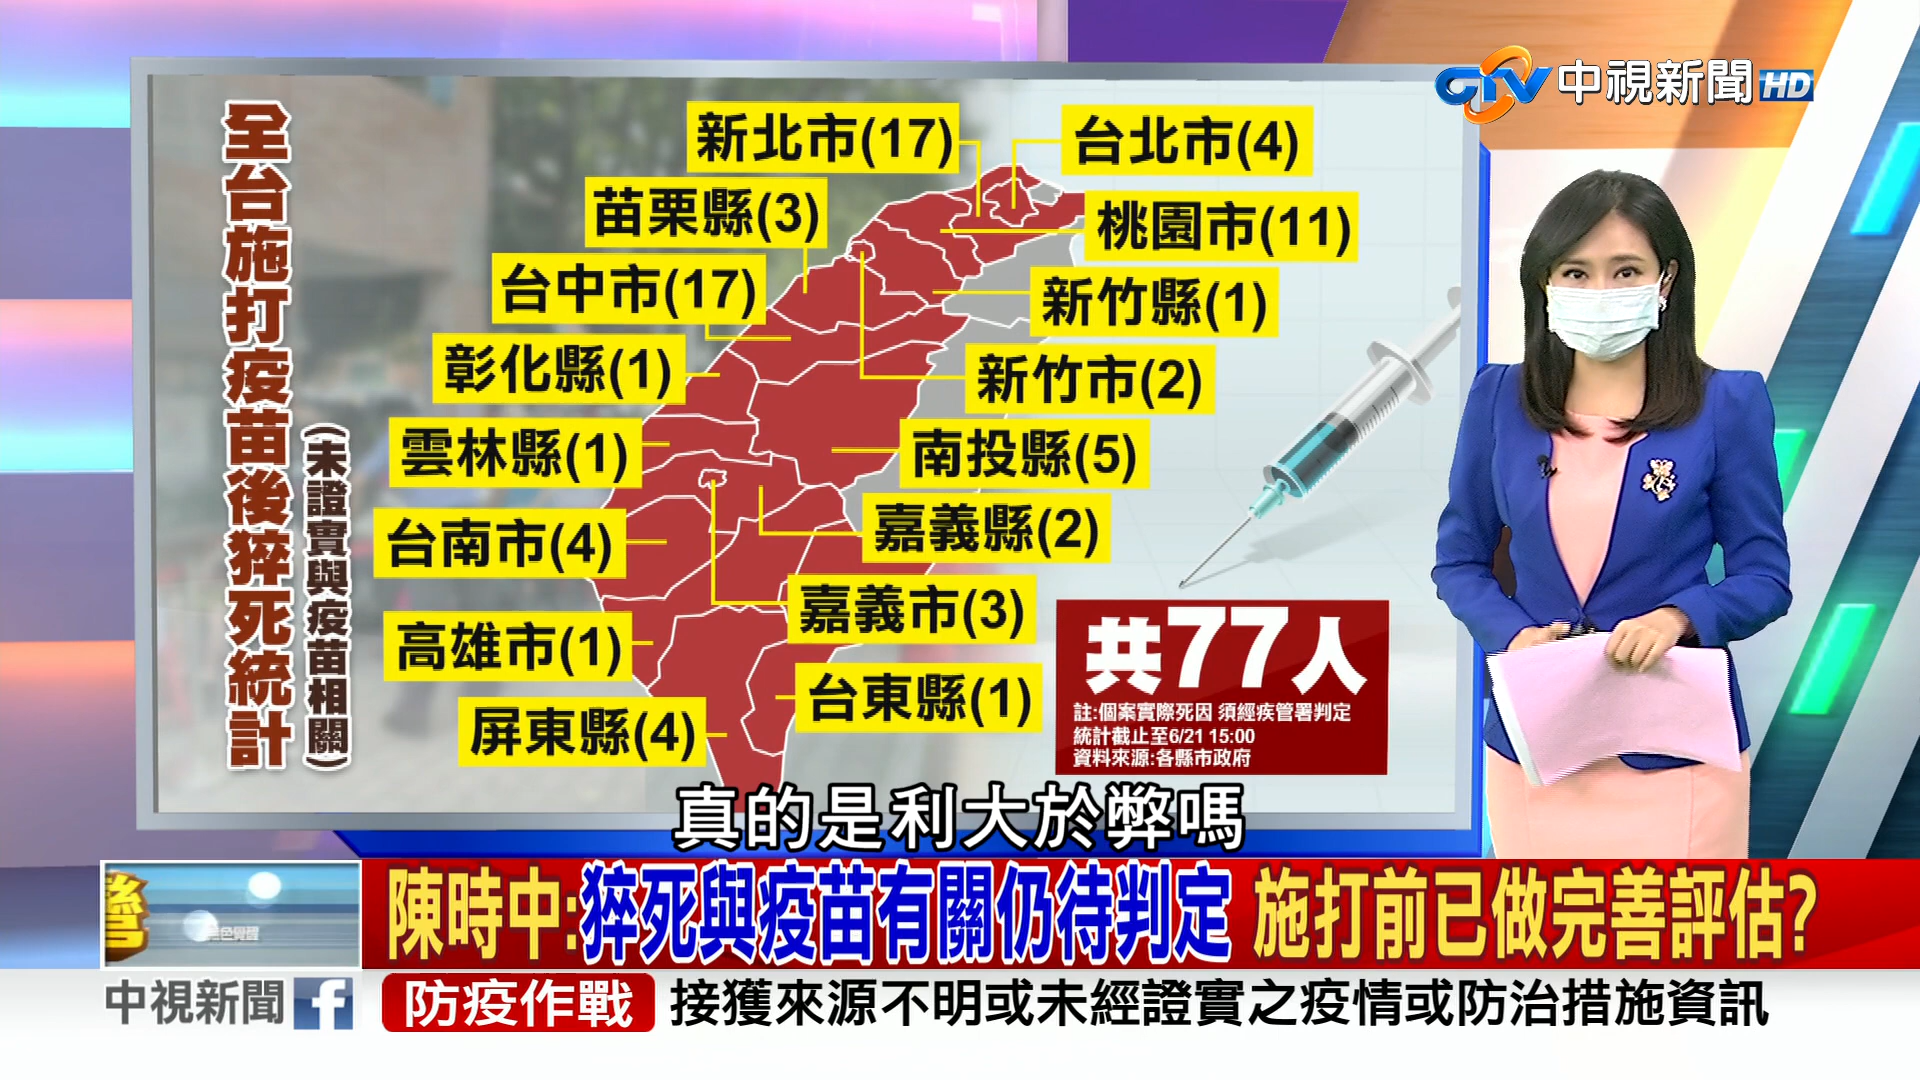 CTV 中視新聞 HD
全台施打疫苗後猝死統計
(未證實與疫苗相關)
新北市(17)
台北市(4)
苗栗縣(3)
桃園市(11)
台中市(17)
新竹縣(1)
彰化縣(1)
新竹市(2)
雲林縣(1)
南投縣(5)
台南市(4)
嘉義縣(2)
高雄市(1)
嘉義市(3)
屏東縣(4)
台東縣(1)
共77人
註:個案實際死因 須經疾管署判定
統計截止至6/21 15:00
資料來源:各縣市政府
真的是利大於弊嗎
陳時中:猝死與疫苗有關仍待判定 施打前已做完善評估?
中視新聞 f 防疫作戰 接獲來源不明或未經證實之疫情或防治措施資訊